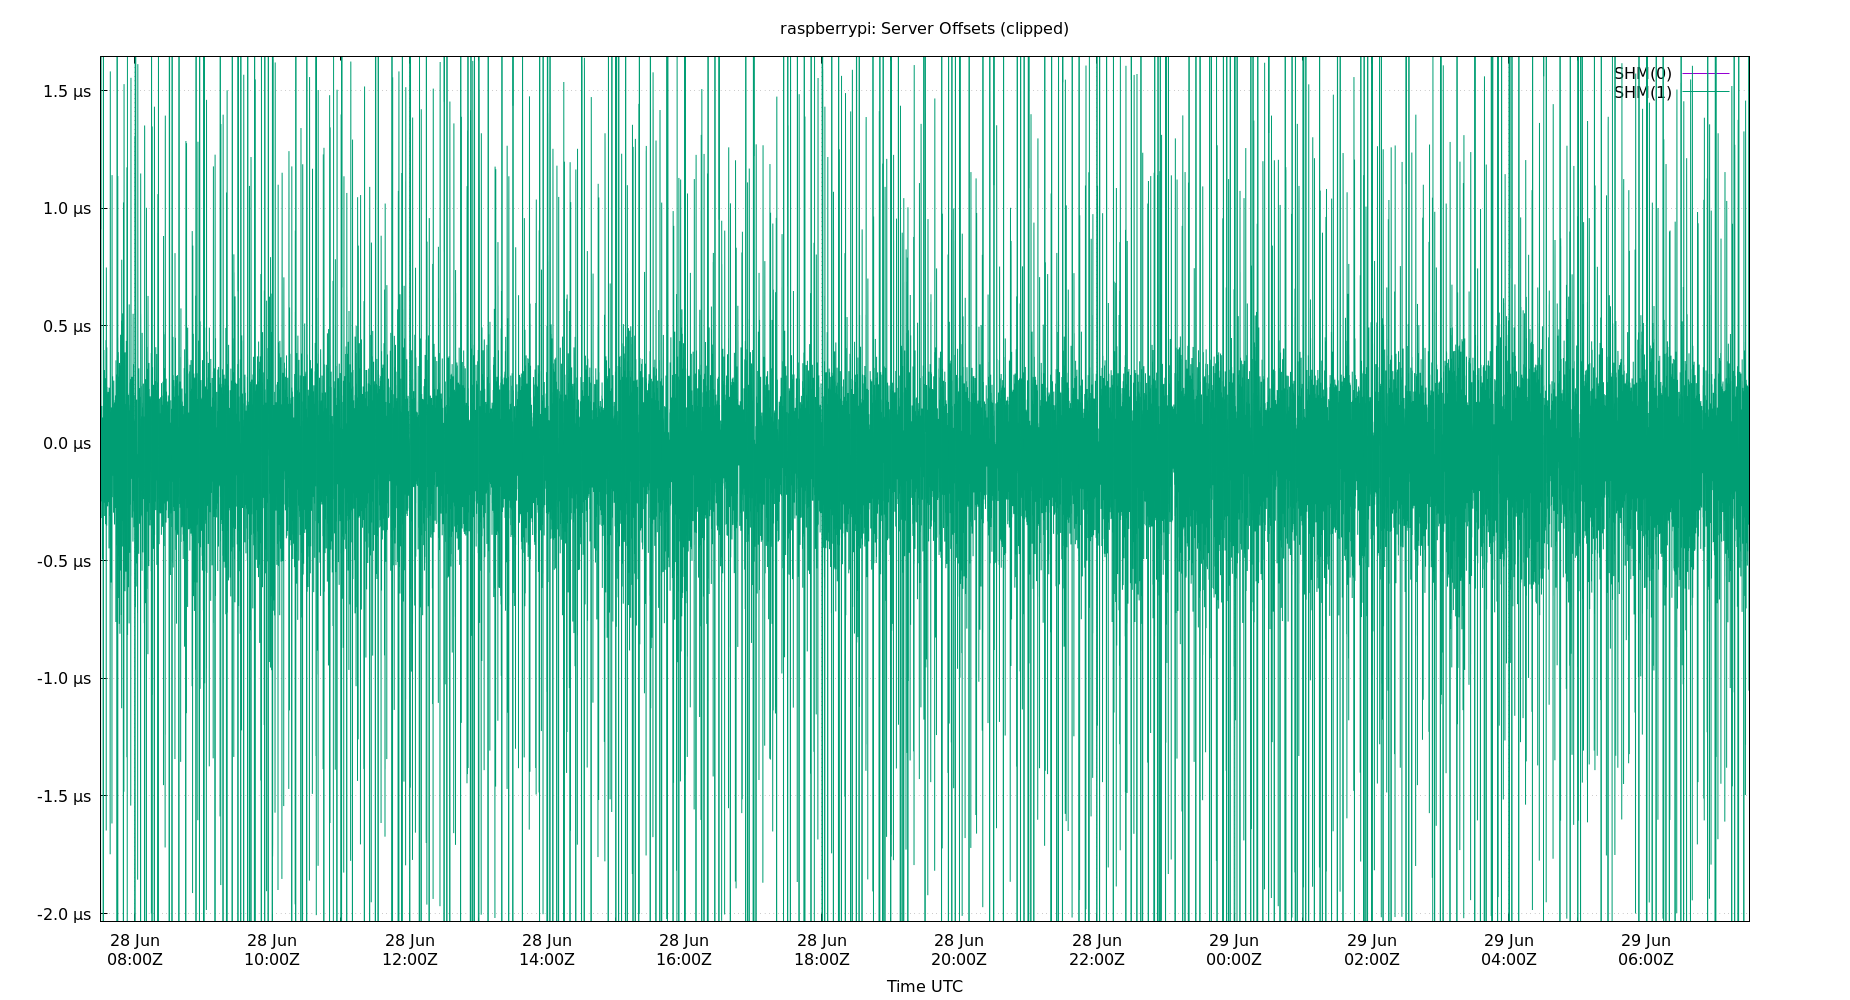 raspberrypi: Server Offsets (clipped)
SHM(0)
SHM(1)
1.5 µs
1.0 µs
0.5 µs
0.0 µs
-0.5 µs
-1.0 µs
-1.5 µs
-2.0 µs
28 Jun 28 Jun 28 Jun 28 Jun 28 Jun 28 Jun 28 Jun 28 Jun 29 Jun 29 Jun 29 Jun 29 Jun
08:00Z 10:00Z 12:00Z 14:00Z 16:00Z 18:00Z 20:00Z 22:00Z 00:00Z 02:00Z 04:00Z 06:00Z
Time UTC